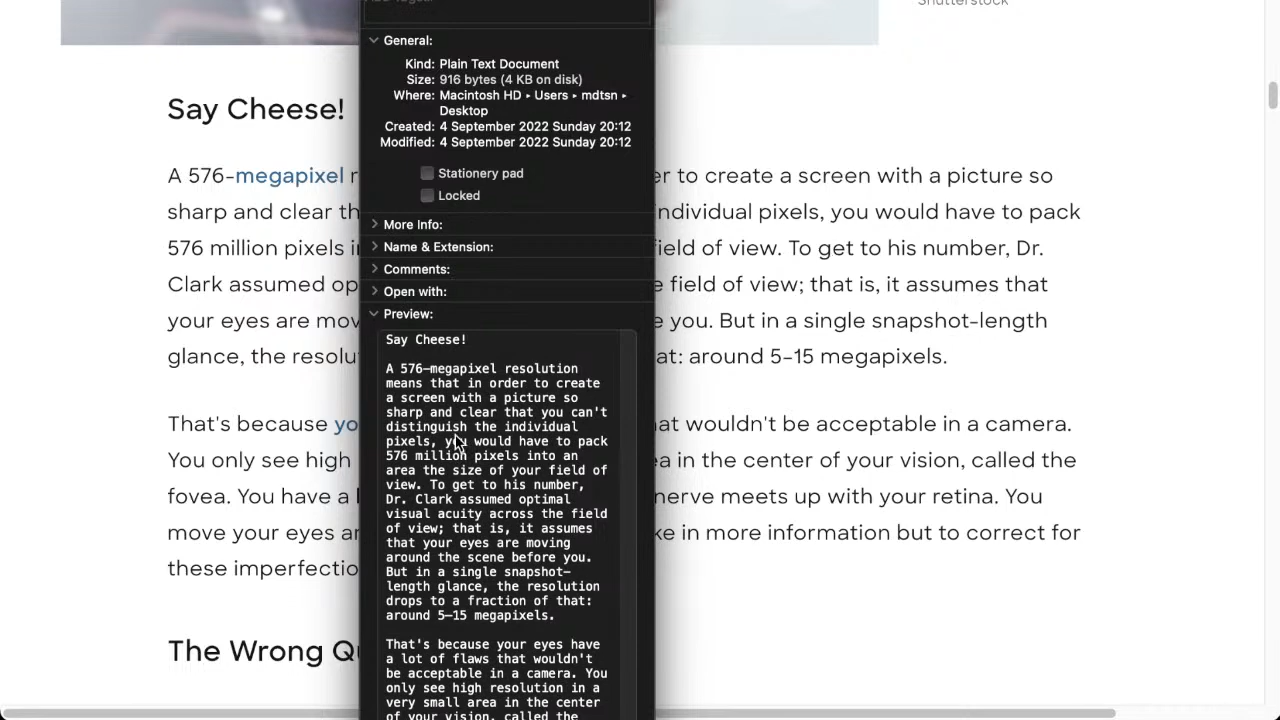 Shutterstock
General:
Kind: Plain Text Document
Size: 916 bytes (4 KB on disk)
Where: Macintosh HD ▸ Users ▸ mdtsn ▸
Desktop
Created: 4 September 2022 Sunday 20:12
Modified: 4 September 2022 Sunday 20:12
Stationery pad
Locked
More Info:
Name & Extension:
Comments:
Open with:
Preview:
Say Cheese!
A 576-megapixel resolution
means that in order to create
a screen with a picture so
sharp and clear that you can't
distinguish the individual
pixels, you would have to pack
576 million pixels into an
area the size of your field of
view. To get to his number,
Dr. Clark assumed optimal
visual acuity across the field
of view; that is, it assumes
that your eyes are moving
around the scene before you.
But in a single snapshot-
length glance, the resolution
drops to a fraction of that:
around 5–15 megapixels.
That's because your eyes have
a lot of flaws that wouldn't
be acceptable in a camera. You
only see high resolution in a
very small area in the center
of your vision, called the
Say Cheese!
A 576-megapixel r er to create a screen with a picture so
sharp and clear th individual pixels, you would have to pack
576 million pixels i field of view. To get to his number, Dr.
Clark assumed op e field of view; that is, it assumes that
your eyes are mov e you. But in a single snapshot-length
glance, the resolu at: around 5–15 megapixels.
That's because yo at wouldn't be acceptable in a camera.
You only see high a in the center of your vision, called the
fovea. You have a nerve meets up with your retina. You
move your eyes ar ke in more information but to correct for
these imperfectio
The Wrong Q